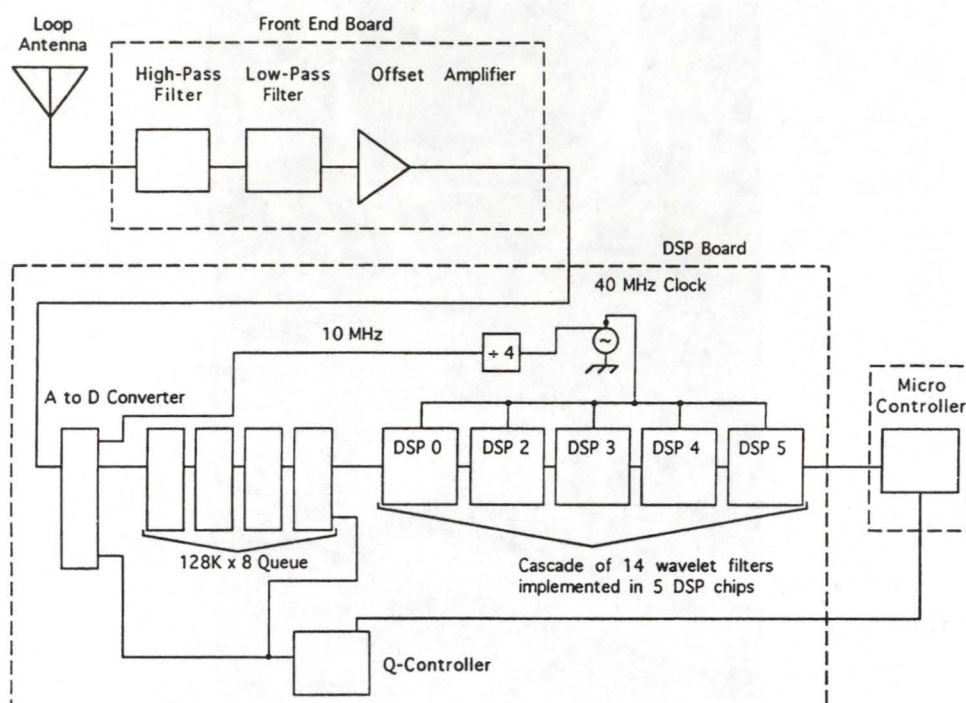 Front End Board
Loop
Antenna
High-Pass
Filter
Low-Pass
Filter
Offset Amplifier
DSP Board
40 MHz Clock
10 MHz
÷ 4
~
A to D Converter
Micro
Controller
DSP 0
DSP 2
DSP 3
DSP 4
DSP 5
128K x 8 Queue
Cascade of 14 wavelet filters
implemented in 5 DSP chips
Q-Controller